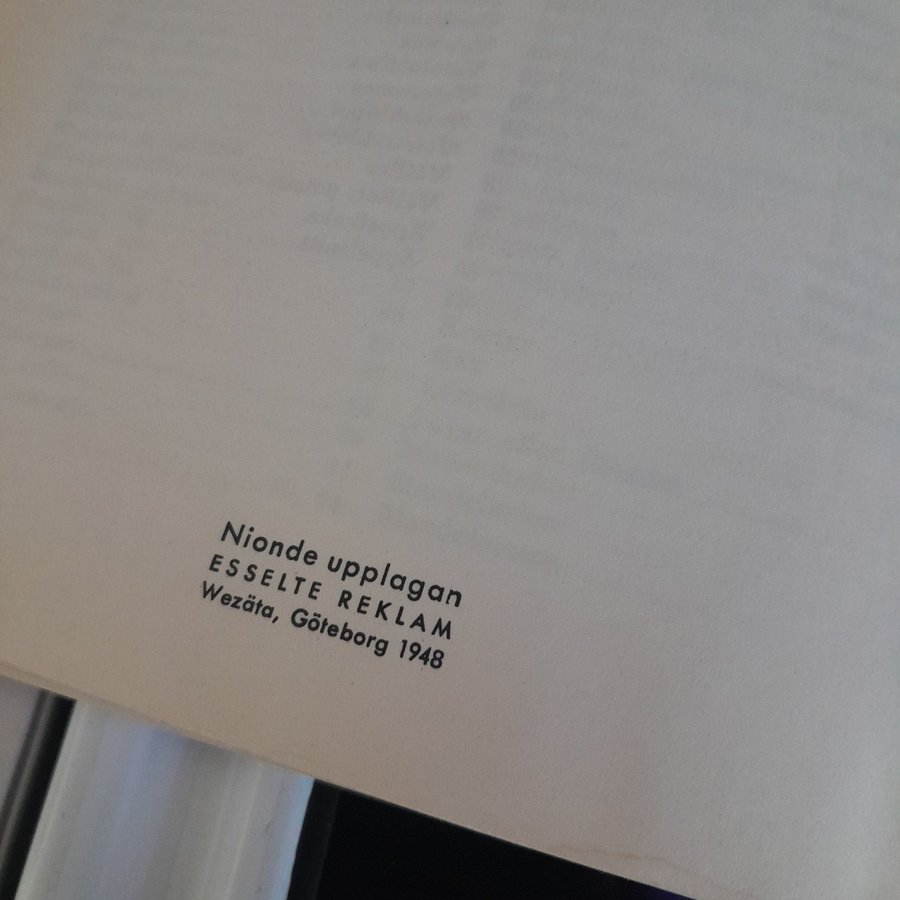 Nionde upplagan
ESSELTE REKLAM
Wezäta, Göteborg 1948